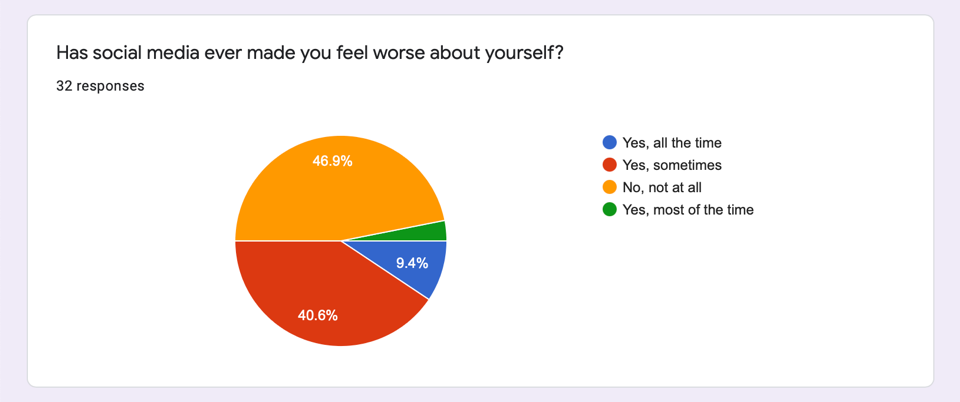 Has social media ever made you feel worse about yourself?
32 responses
46.9%
9.4%
40.6%
Yes, all the time
Yes, sometimes
No, not at all
Yes, most of the time